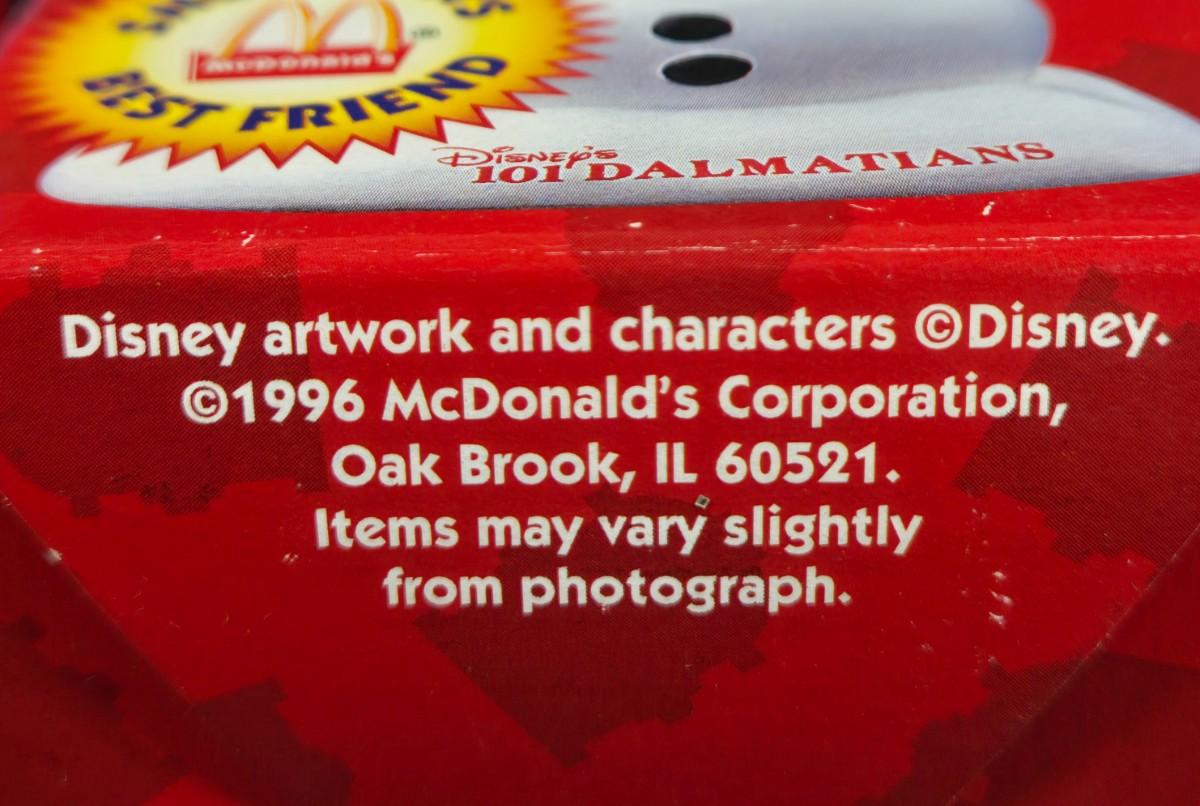 McDonald's
BEST FRIEND
Disney's
101 DALMATIANS
Disney artwork and characters ©Disney.
©1996 McDonald's Corporation,
Oak Brook, IL 60521.
Items may vary slightly
from photograph.